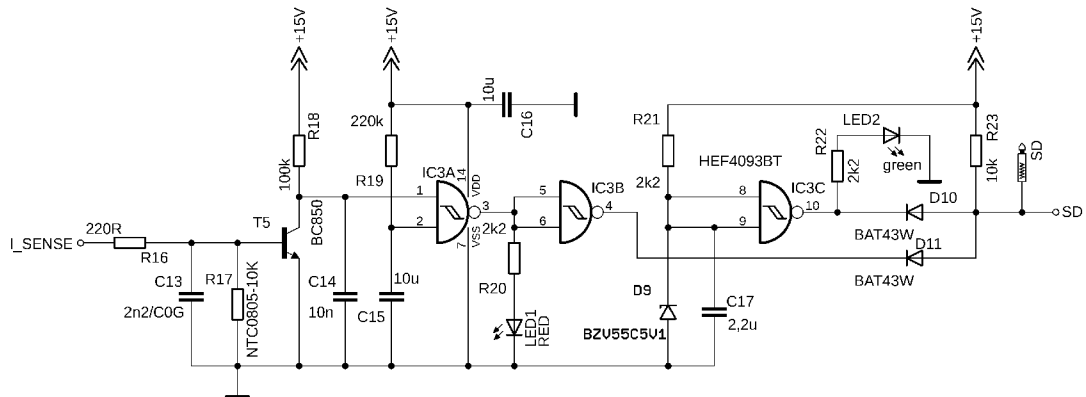 +15V
+15V
+15V
10u
C16
R18
100k
220k
R19
IC3A
14
VDD
1
2
3
7
VSS
T5
BC850
I_SENSE
220R
R16
C13
2n2/C0G
R17
NTC0805-10K
C14
10n
10u
C15
2k2
R20
LED1
RED
5
6
IC3B
4
R21
2k2
HEF4093BT
8
9
IC3C
10
R22
2k2
LED2
green
R23
10k
SD
D10
BAT43W
D11
BAT43W
SD
D9
BZV55C5V1
C17
2,2u